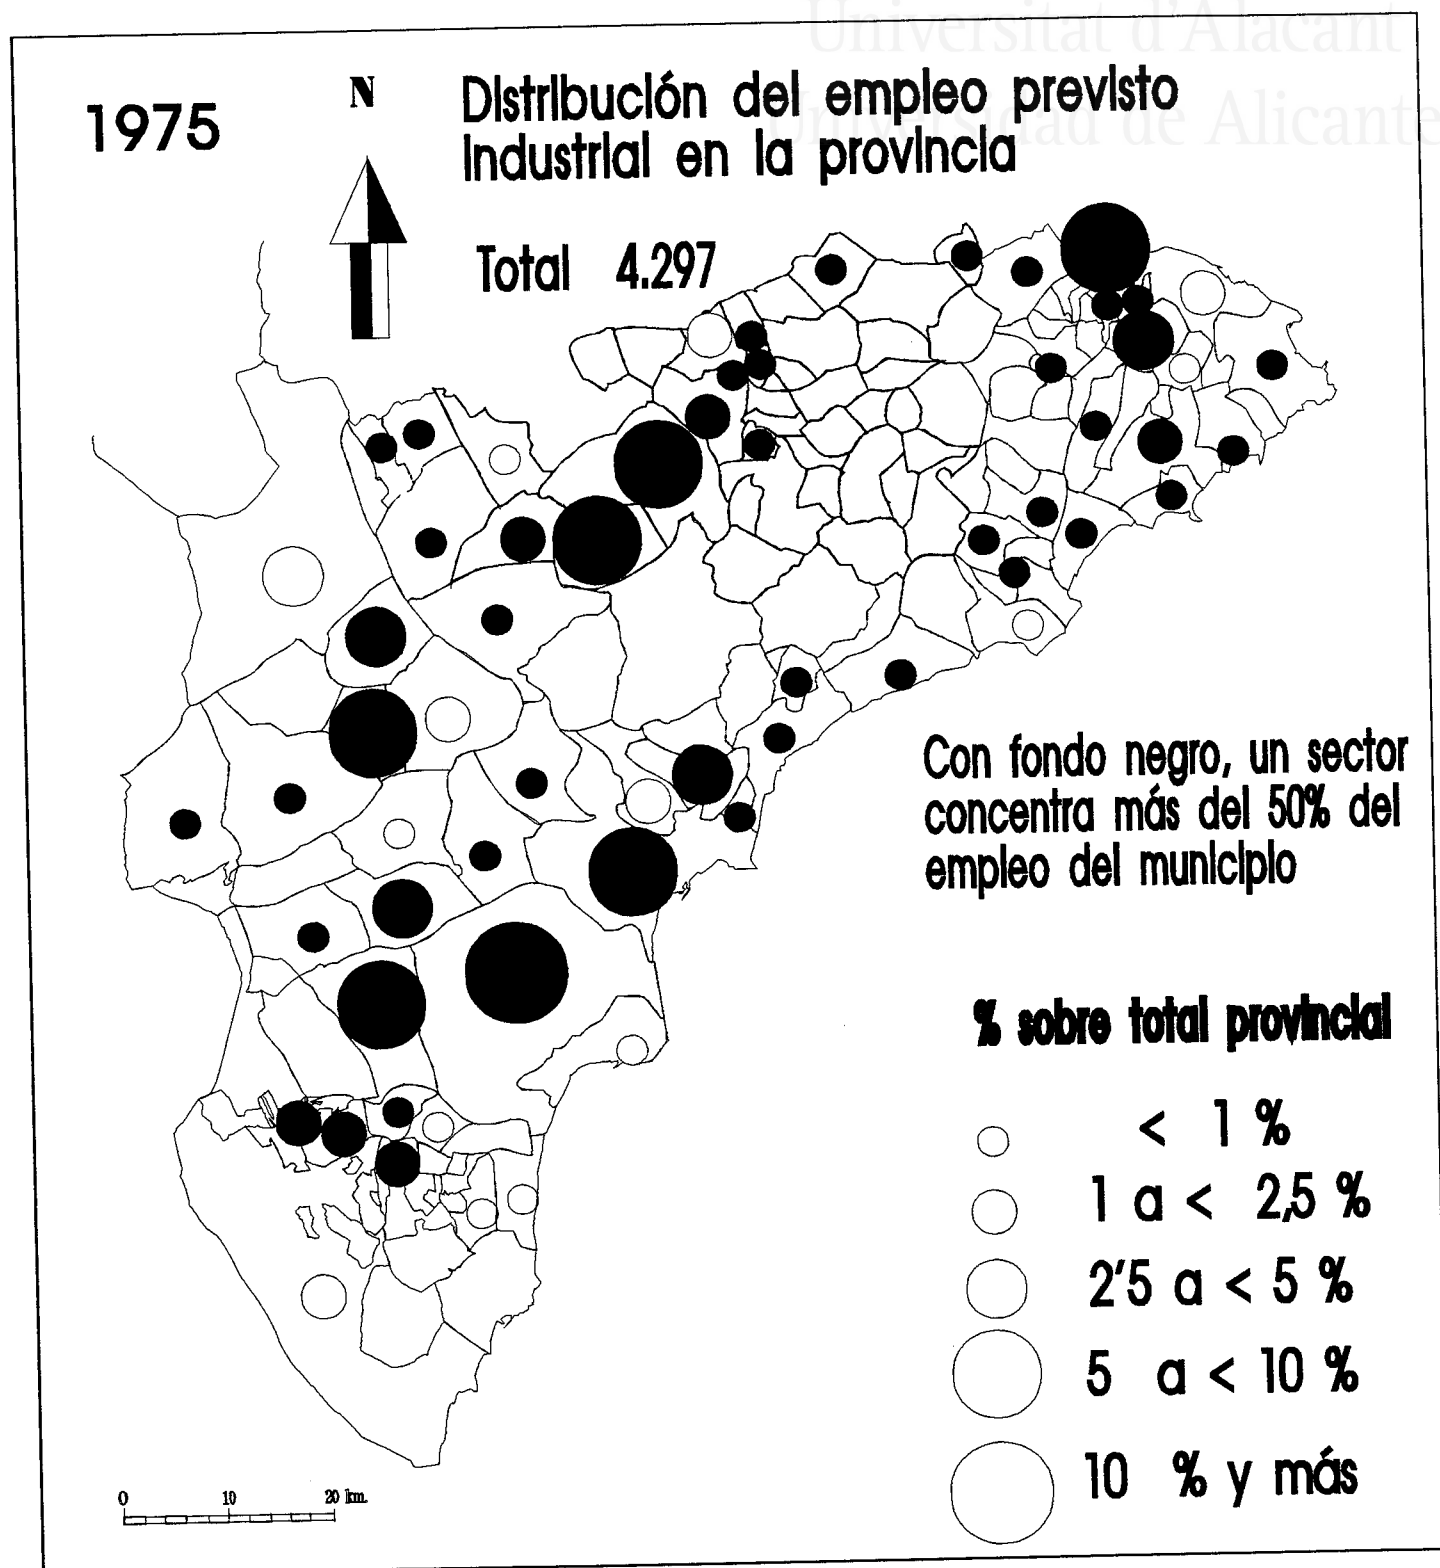 Universitat d'Alacant
Universidad de Alicante
1975
N
Distribución del empleo previsto
industrial en la provincia
Total 4.297
Con fondo negro, un sector
concentra más del 50% del
empleo del municipio
% sobre total provincial
< 1 %
1 a < 2,5 %
2'5 a < 5 %
5 a < 10 %
10 % y más
0 10 20 km.